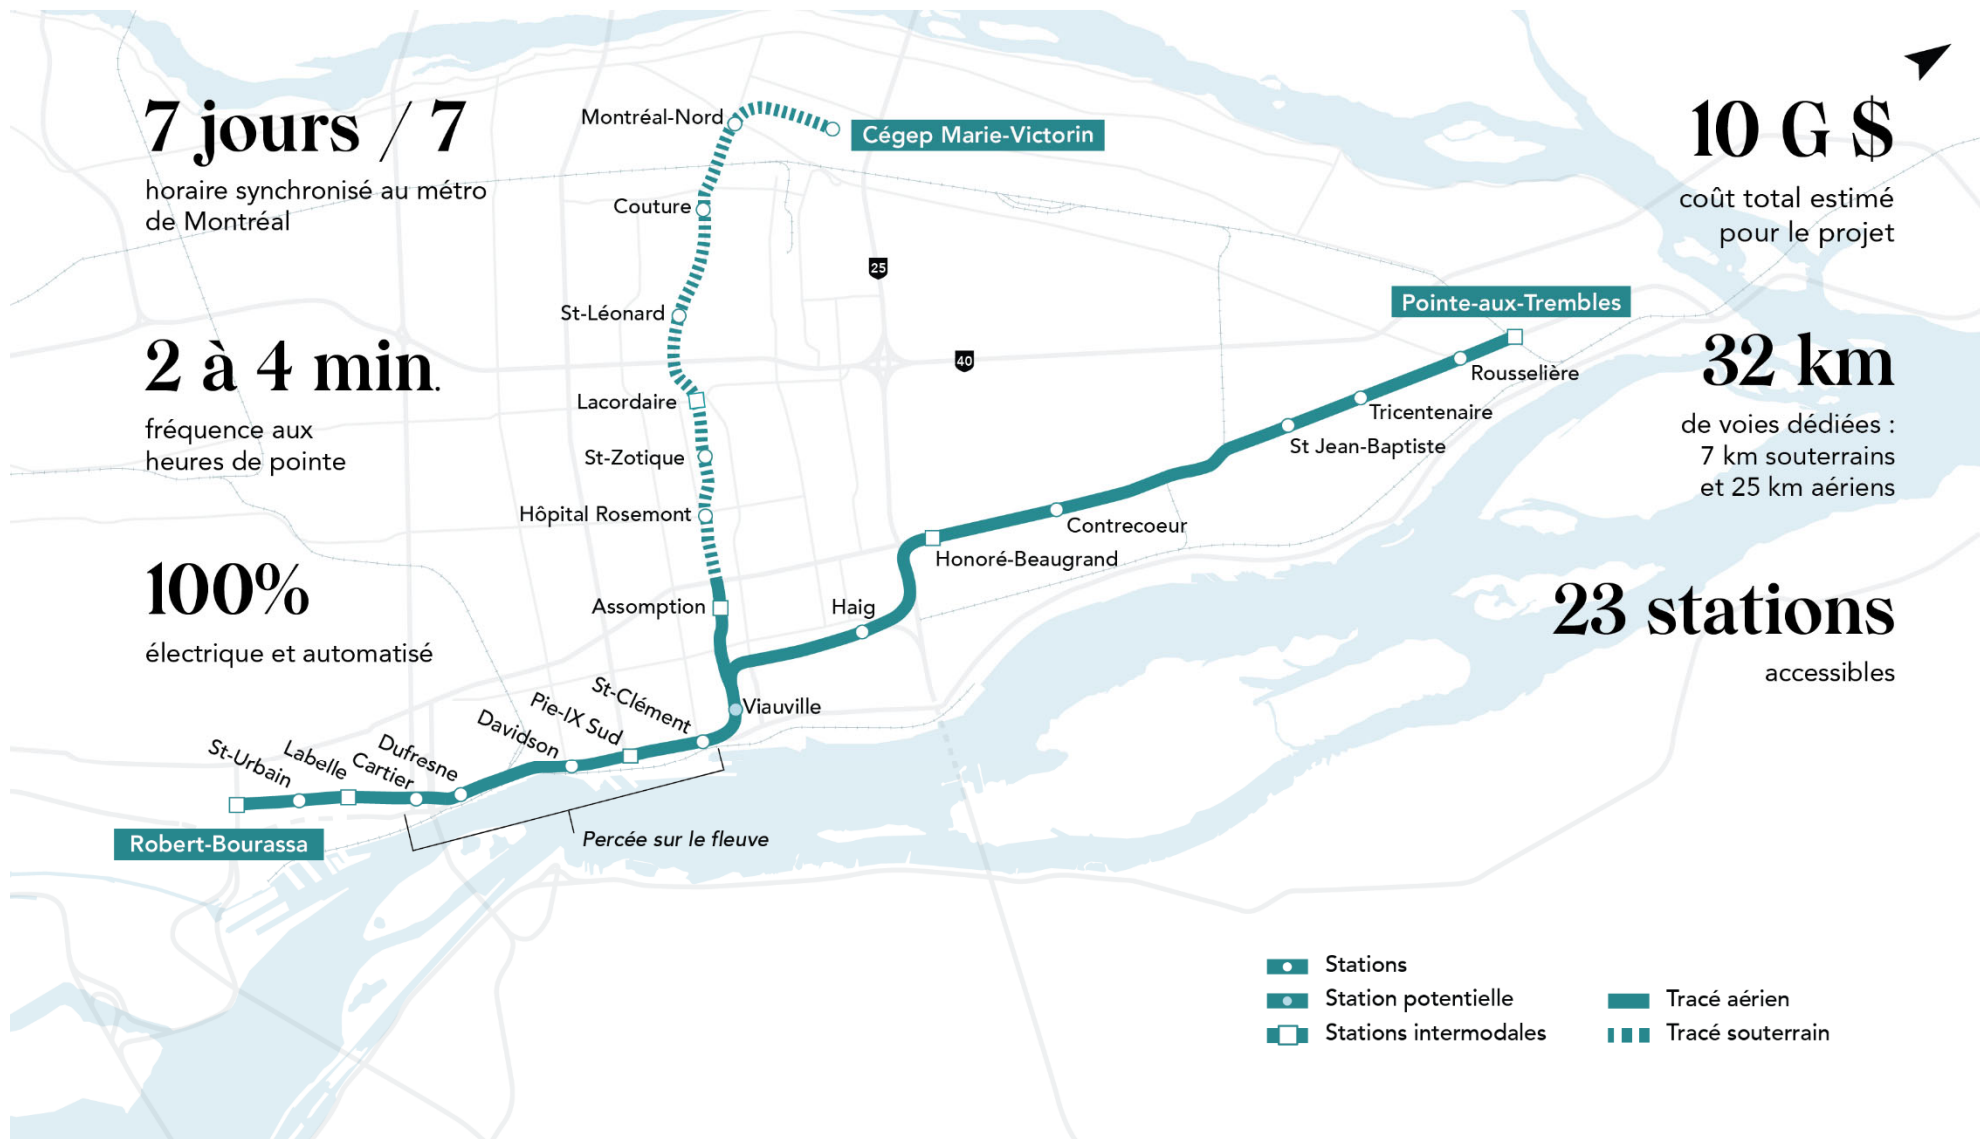 7 jours / 7
horaire synchronisé au métro
de Montréal
2 à 4 min.
fréquence aux
heures de pointe
100%
électrique et automatisé
Montréal-Nord
Cégep Marie-Victorin
Couture
St-Léonard
Lacordaire
St-Zotique
Hôpital Rosemont
Assomption
25
40
Pointe-aux-Trembles
Rousselière
Tricentenaire
St Jean-Baptiste
Contrecoeur
Honoré-Beaugrand
Haig
Viauville
St-Clément
Pie-IX Sud
Davidson
Dufresne
Cartier
Labelle
St-Urbain
Robert-Bourassa
Percée sur le fleuve
10 G $
coût total estimé
pour le projet
32 km
de voies dédiées :
7 km souterrains
et 25 km aériens
23 stations
accessibles
Stations
Station potentielle
Stations intermodales
Tracé aérien
Tracé souterrain